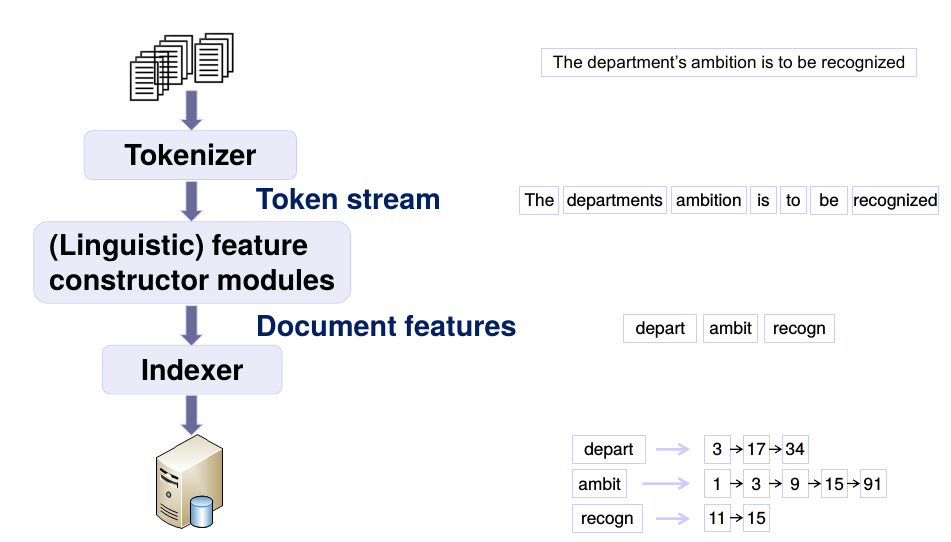 The department’s ambition is to be recognized
Tokenizer
Token stream
The departments ambition is to be recognized
(Linguistic) feature
constructor modules
Document features
depart ambit recogn
Indexer
depart 3 17 34
ambit 1 3 9 15 91
recogn 11 15